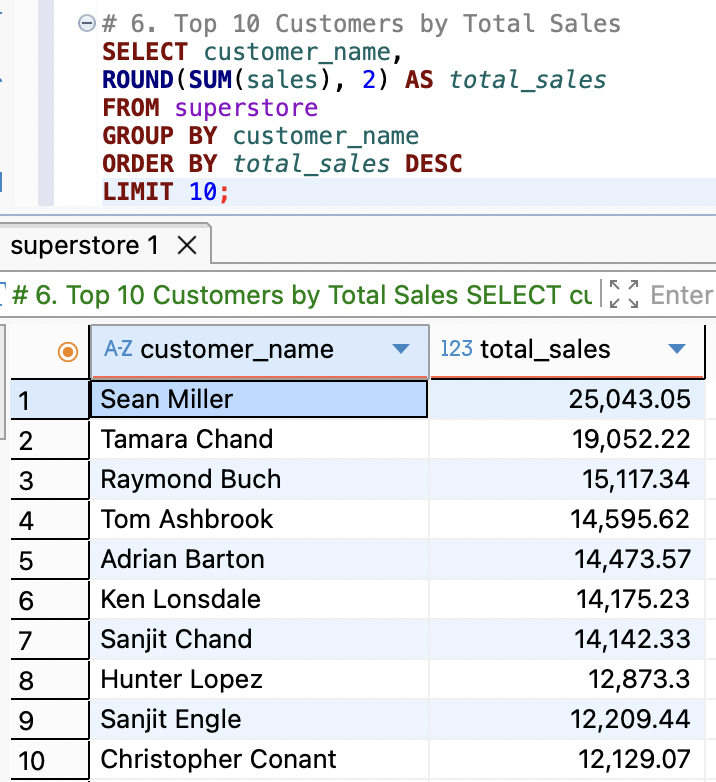 # 6. Top 10 Customers by Total Sales
SELECT customer_name,
ROUND(SUM(sales), 2) AS total_sales
FROM superstore
GROUP BY customer_name
ORDER BY total_sales DESC
LIMIT 10;
superstore 1
# 6. Top 10 Customers by Total Sales SELECT cu Enter
A-Z customer_name 123 total_sales
1 Sean Miller 25,043.05
2 Tamara Chand 19,052.22
3 Raymond Buch 15,117.34
4 Tom Ashbrook 14,595.62
5 Adrian Barton 14,473.57
6 Ken Lonsdale 14,175.23
7 Sanjit Chand 14,142.33
8 Hunter Lopez 12,873.3
9 Sanjit Engle 12,209.44
10 Christopher Conant 12,129.07